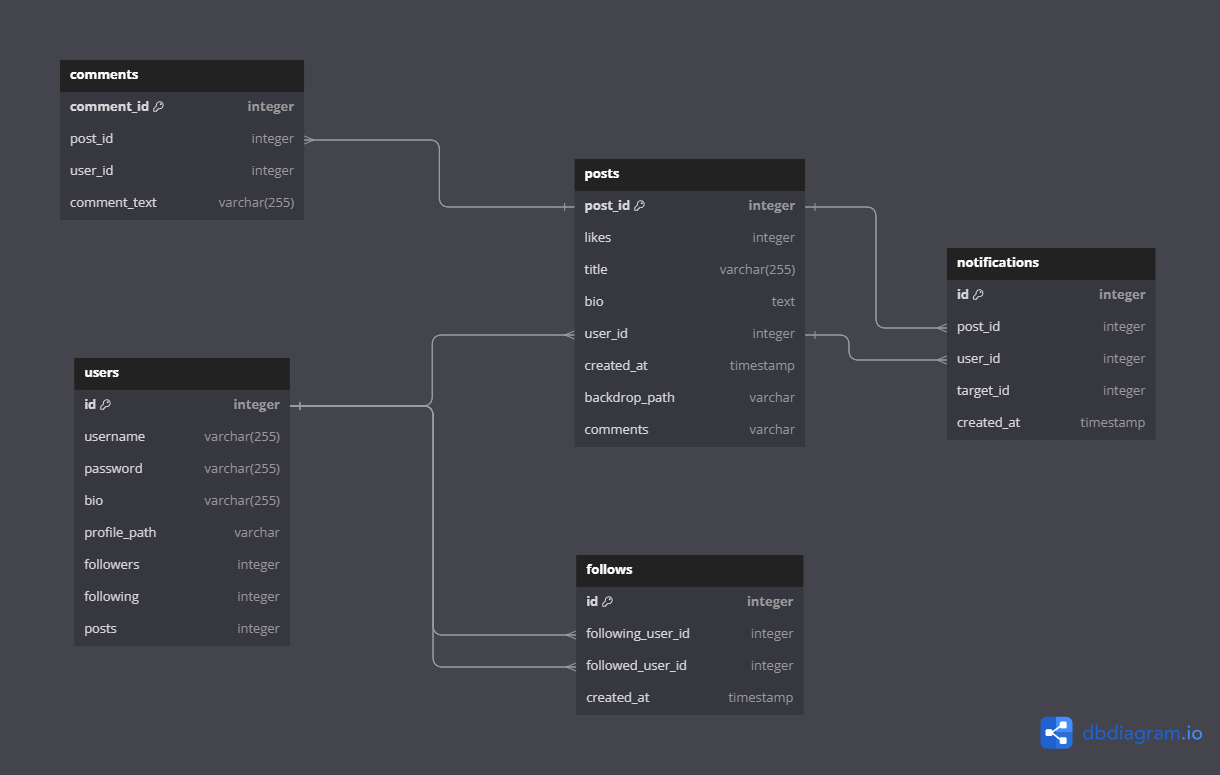 comments
comment_id integer
post_id integer
user_id integer
comment_text varchar(255)
posts
post_id integer
likes integer
title varchar(255)
bio text
user_id integer
created_at timestamp
backdrop_path varchar
comments varchar
notifications
id integer
post_id integer
user_id integer
target_id integer
created_at timestamp
users
id integer
username varchar(255)
password varchar(255)
bio varchar(255)
profile_path varchar
followers integer
following integer
posts integer
follows
id integer
following_user_id integer
followed_user_id integer
created_at timestamp
dbdiagram.io